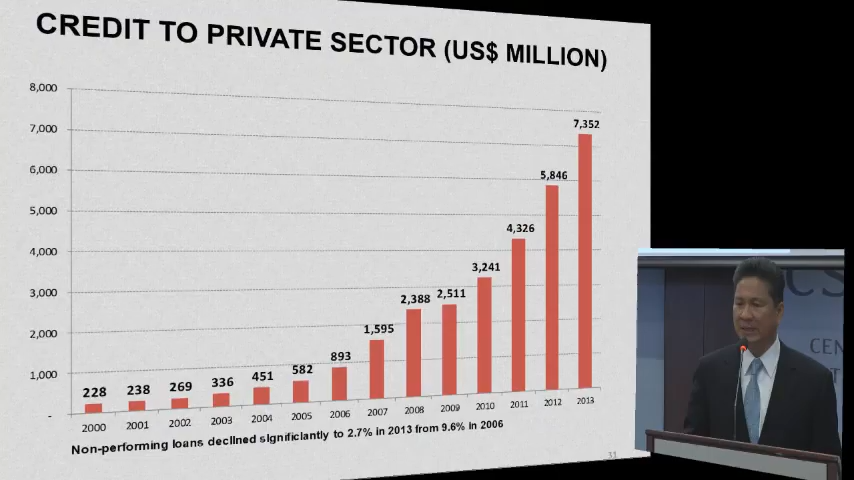 CREDIT TO PRIVATE SECTOR (US$ MILLION)
8,000
7,000
6,000
5,000
4,000
3,000
2,000
1,000
-
228 238 269 336 451 582 893 1,595 2,388 2,511 3,241 4,326 5,846 7,352
2000 2001 2002 2003 2004 2005 2006 2007 2008 2009 2010 2011 2012 2013
Non-performing loans declined significantly to 2.7% in 2013 from 9.6% in 2006
31
CS
CEN